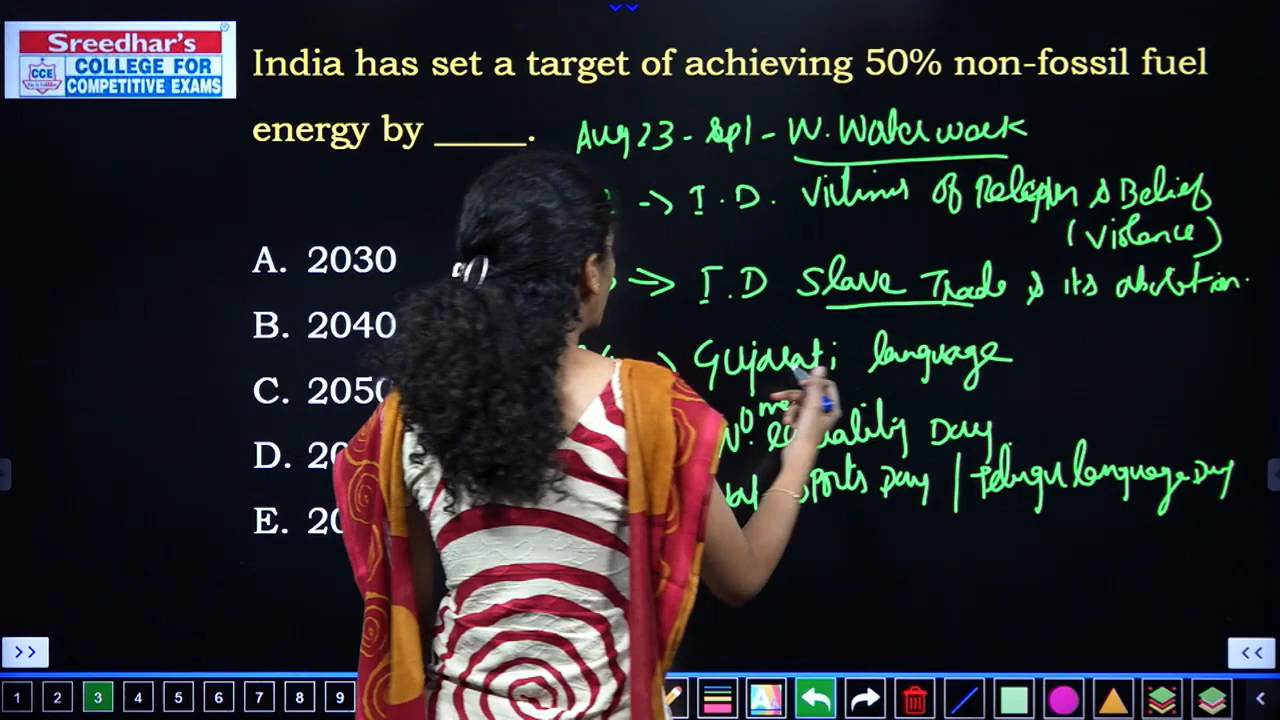 Sreedhar's
CCE
COLLEGE FOR
COMPETITIVE EXAMS
India has set a target of achieving 50% non-fossil fuel
energy by _____.
Aug 23 - Spl - W. Water week
→ I.D. Victims of Religion & Belief
(Violence)
→ I.D Slave Trade & its abolition.
Gujarati language
Women equality Day
Sports Day / Telugu language Day
A. 2030
B. 2040
C. 2050
D. 20
E. 20
>>
<<
1 2 3 4 5 6 7 8 9
A
<